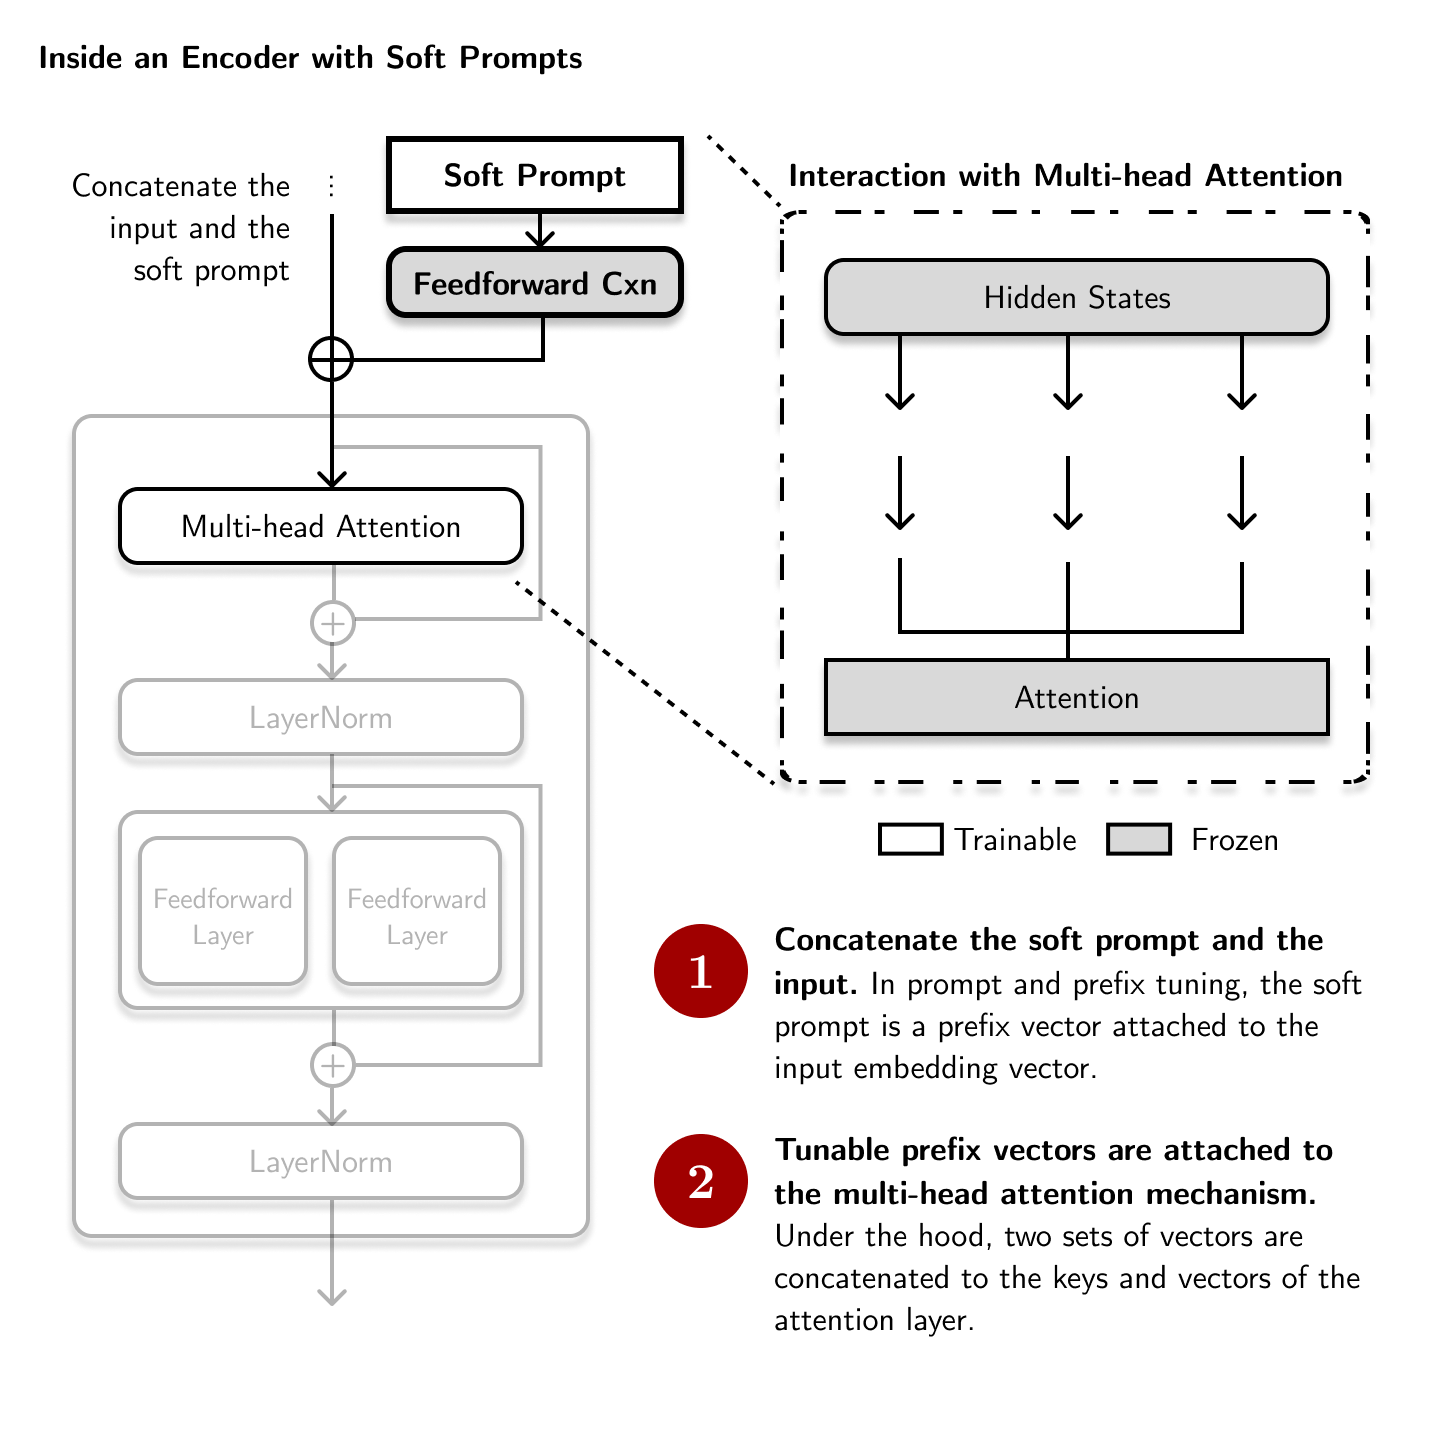 Inside an Encoder with Soft Prompts
Concatenate the
input and the
soft prompt
Soft Prompt
Feedforward Cxn
Multi-head Attention
LayerNorm
Feedforward
Layer
Feedforward
Layer
LayerNorm
Interaction with Multi-head Attention
Hidden States
Attention
Trainable
Frozen
1
Concatenate the soft prompt and the
input. In prompt and prefix tuning, the soft
prompt is a prefix vector attached to the
input embedding vector.
2
Tunable prefix vectors are attached to
the multi-head attention mechanism.
Under the hood, two sets of vectors are
concatenated to the keys and vectors of the
attention layer.